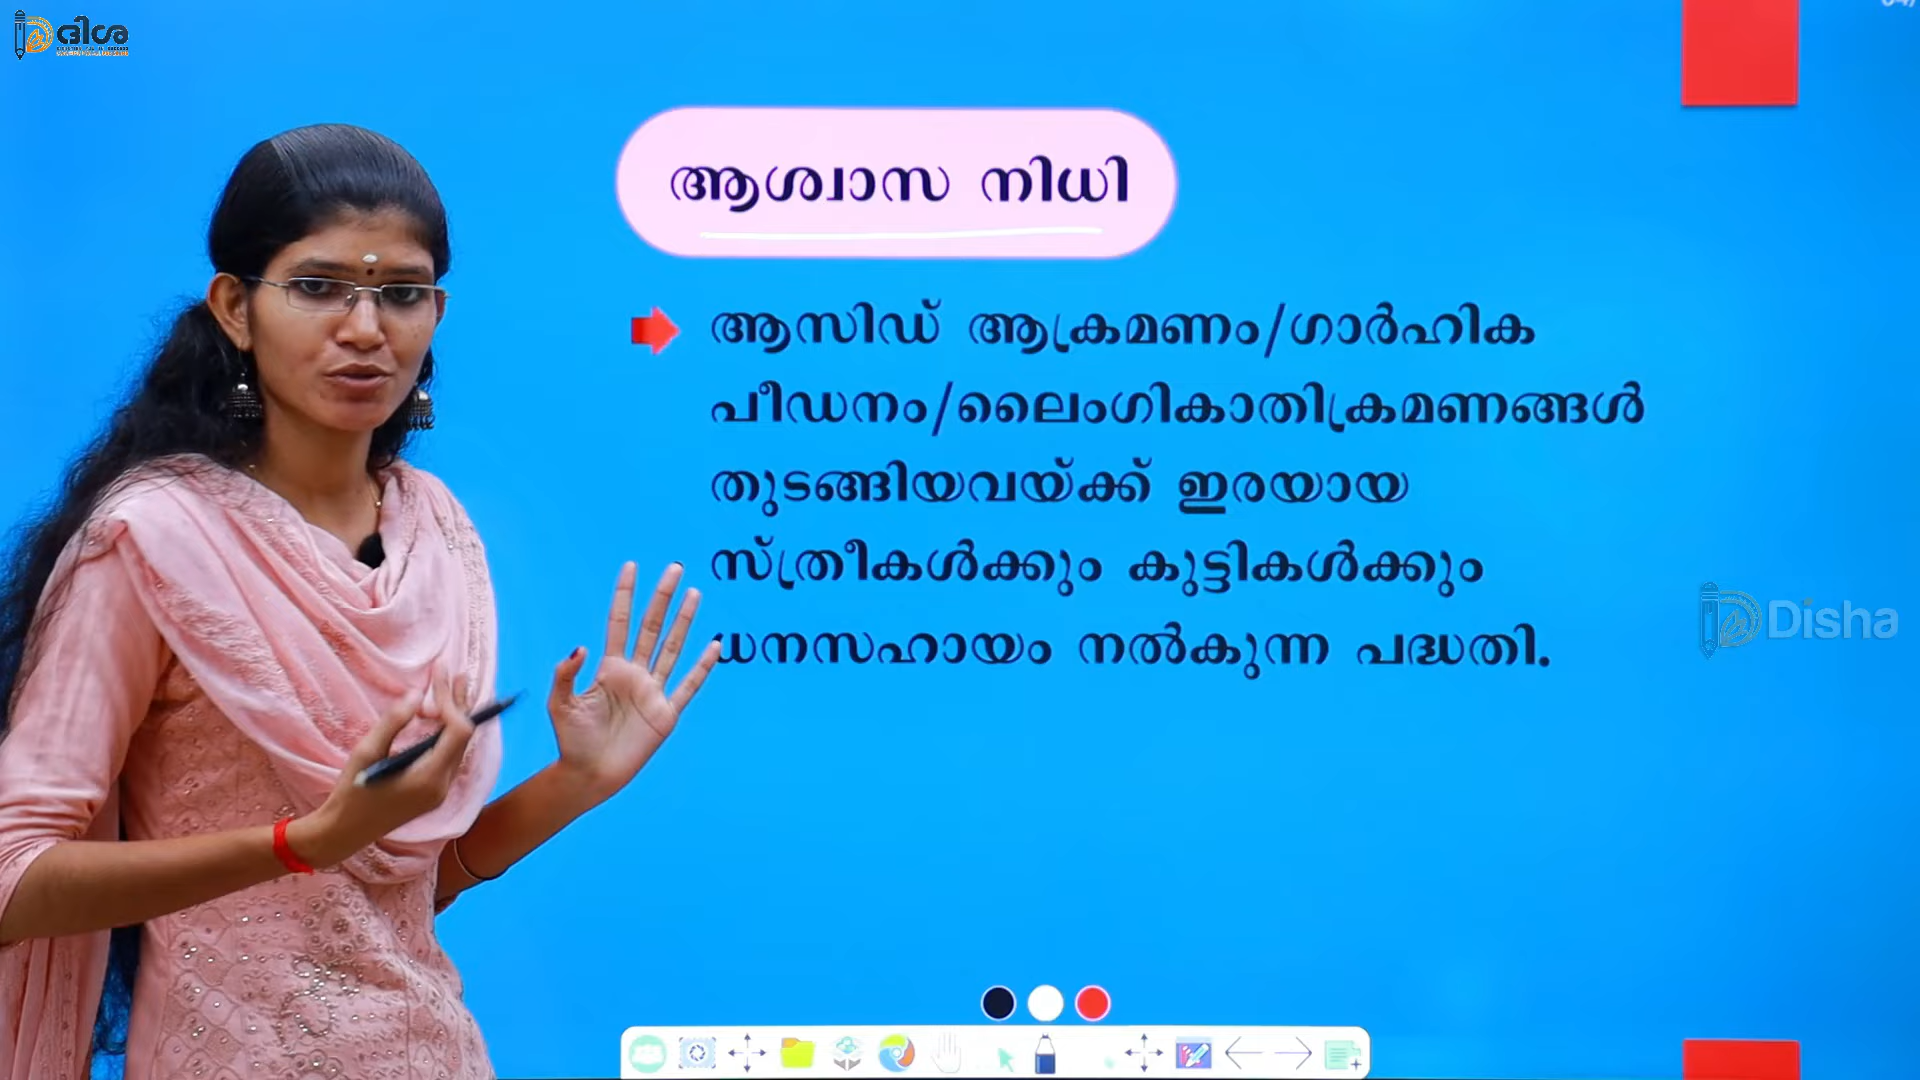 ദിശ
ആശ്വാസ നിധി
ആസിഡ് ആക്രമണം/ഗാർഹിക
പീഡനം/ലൈംഗികാതിക്രമണങ്ങൾ
തുടങ്ങിയവയ്ക്ക് ഇരയായ
സ്ത്രീകൾക്കും കുട്ടികൾക്കും
ധനസഹായം നൽകുന്ന പദ്ധതി.
Disha